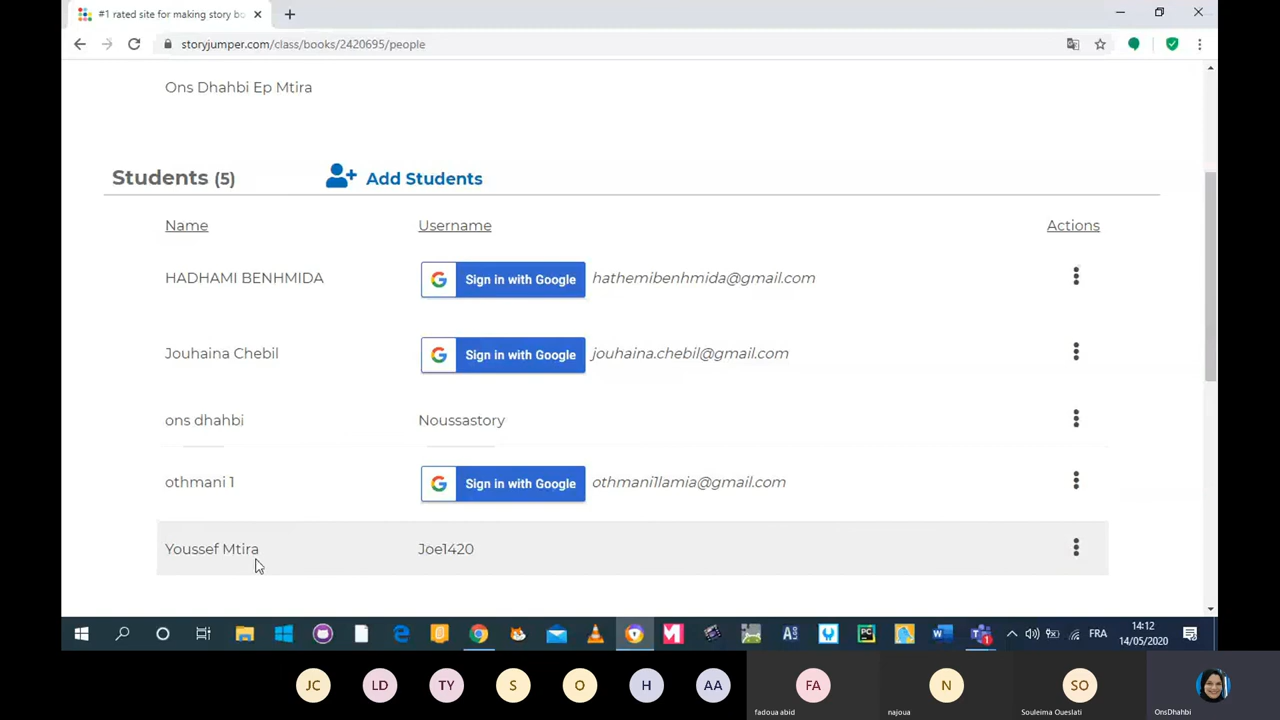 #1 rated site for making story bo
storyjumper.com/class/books/2420695/people
Ons Dhahbi Ep Mtira
Students (5) Add Students
Name Username Actions
HADHAMI BENHMIDA Sign in with Google hathemibenhmida@gmail.com
Jouhaina Chebil Sign in with Google jouhaina.chebil@gmail.com
ons dhahbi Noussastory
othmani 1 Sign in with Google othmani1lamia@gmail.com
Youssef Mtira Joe1420
FRA 14:12
14/05/2020
JC LD TY S O H AA FA N SO
fadoua abid najoua Souleima Oueslati OnsDhahbi